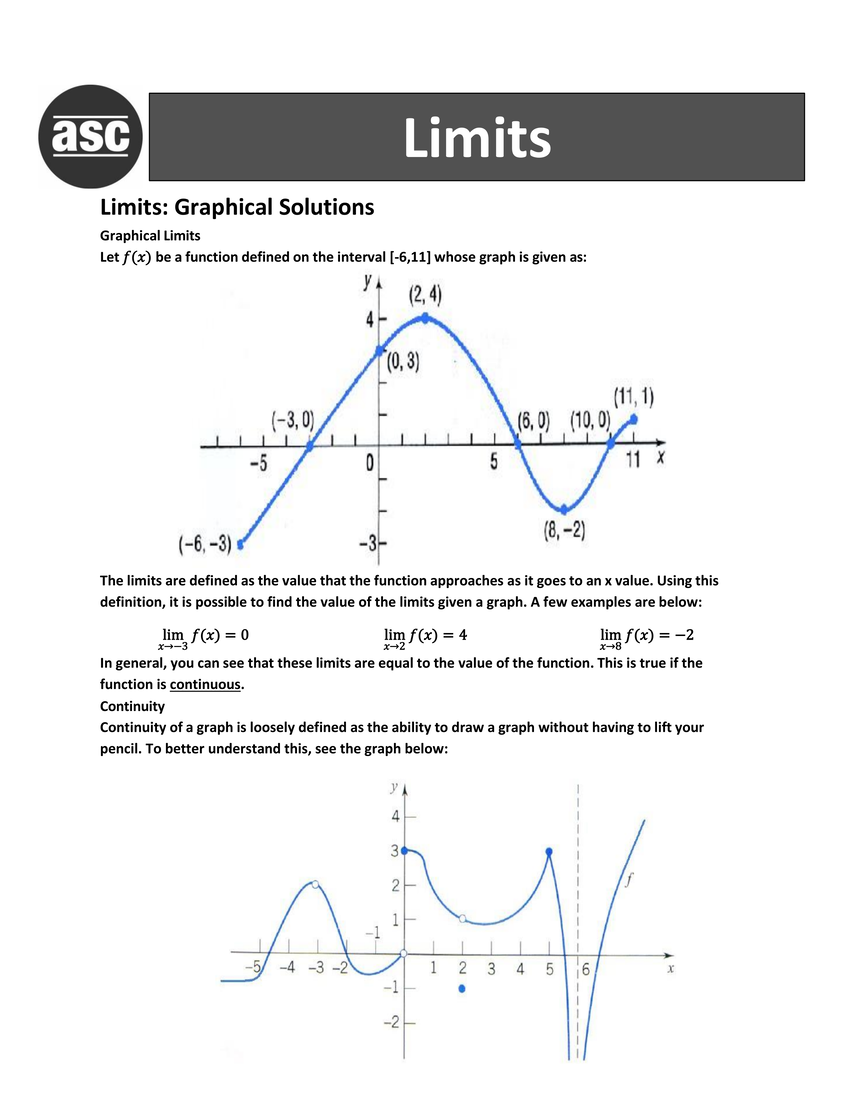 asc
Limits
Limits: Graphical Solutions
Graphical Limits
Let f(x) be a function defined on the interval [-6,11] whose graph is given as:
y
(2, 4)
4
(0, 3)
(11, 1)
(−3, 0)
(6, 0) (10, 0)
−5 0 5 11 x
(8, −2)
(−6, −3) −3
The limits are defined as the value that the function approaches as it goes to an x value. Using this
definition, it is possible to find the value of the limits given a graph. A few examples are below:
lim f(x) = 0 lim f(x) = 4 lim f(x) = −2
x→−3 x→2 x→8
In general, you can see that these limits are equal to the value of the function. This is true if the
function is continuous.
Continuity
Continuity of a graph is loosely defined as the ability to draw a graph without having to lift your
pencil. To better understand this, see the graph below:
y
4
3
2 f
1
−1
−5 −4 −3 −2 1 2 3 4 5 6 x
−1
−2